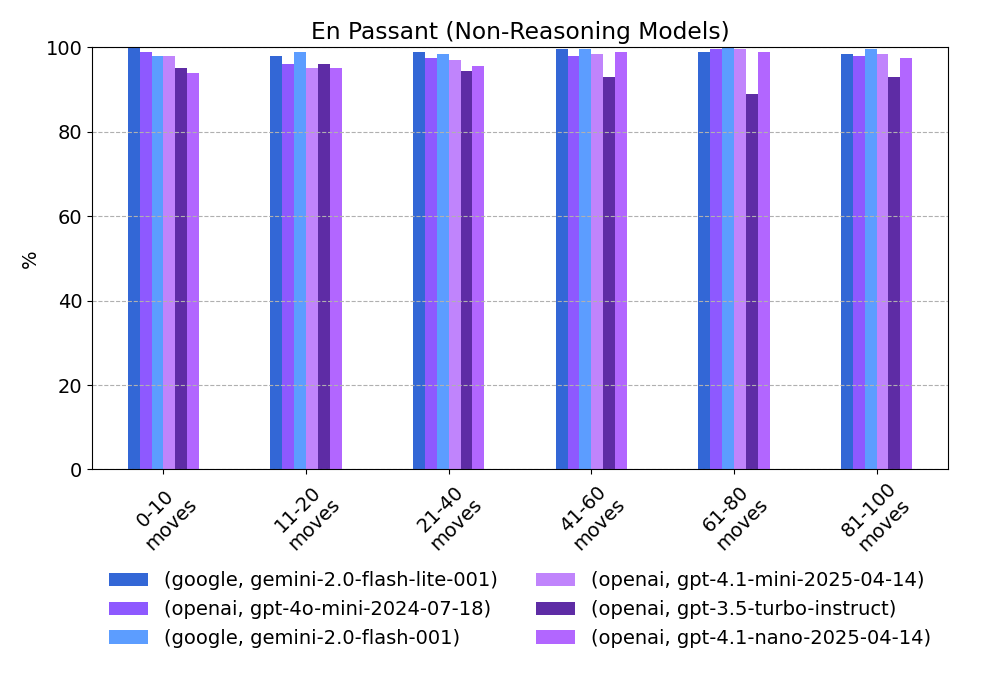 En Passant (Non-Reasoning Models)
100
80
60
40
20
0
%
0-10
moves
11-20
moves
21-40
moves
41-60
moves
61-80
moves
81-100
moves
(google, gemini-2.0-flash-lite-001)
(openai, gpt-4o-mini-2024-07-18)
(google, gemini-2.0-flash-001)
(openai, gpt-4.1-mini-2025-04-14)
(openai, gpt-3.5-turbo-instruct)
(openai, gpt-4.1-nano-2025-04-14)